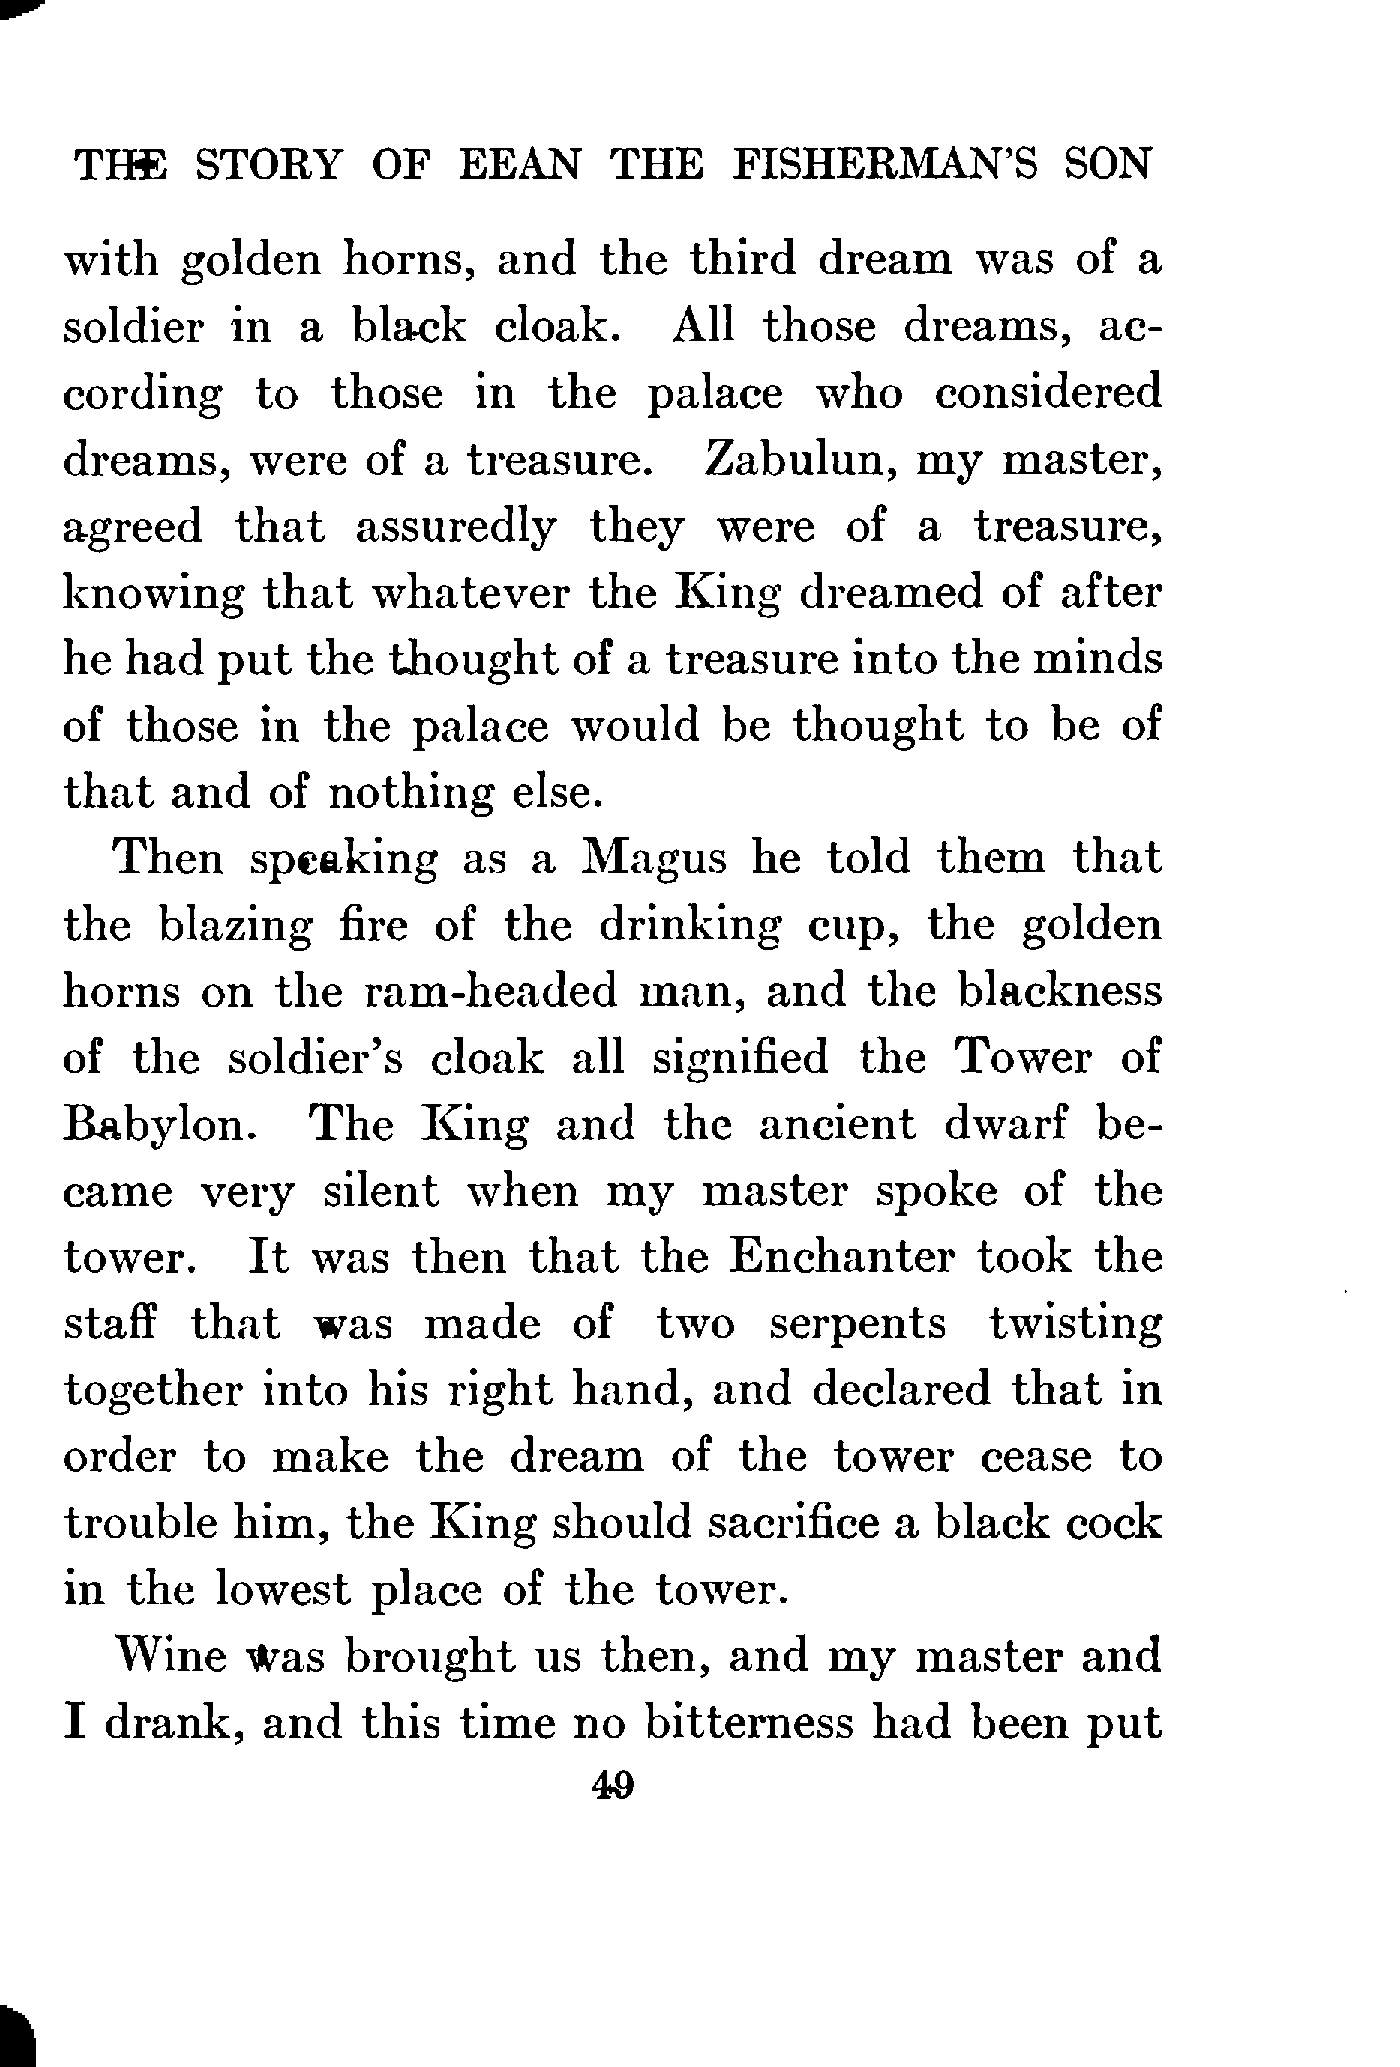 THE STORY OF EEAN THE FISHERMAN'S SON
with golden horns, and the third dream was of a
soldier in a black cloak. All those dreams, ac-
cording to those in the palace who considered
dreams, were of a treasure. Zabulun, my master,
agreed that assuredly they were of a treasure,
knowing that whatever the King dreamed of after
he had put the thought of a treasure into the minds
of those in the palace would be thought to be of
that and of nothing else.
Then speaking as a Magus he told them that
the blazing fire of the drinking cup, the golden
horns on the ram-headed man, and the blackness
of the soldier's cloak all signified the Tower of
Babylon. The King and the ancient dwarf be-
came very silent when my master spoke of the
tower. It was then that the Enchanter took the
staff that was made of two serpents twisting
together into his right hand, and declared that in
order to make the dream of the tower cease to
trouble him, the King should sacrifice a black cock
in the lowest place of the tower.
Wine was brought us then, and my master and
I drank, and this time no bitterness had been put
49